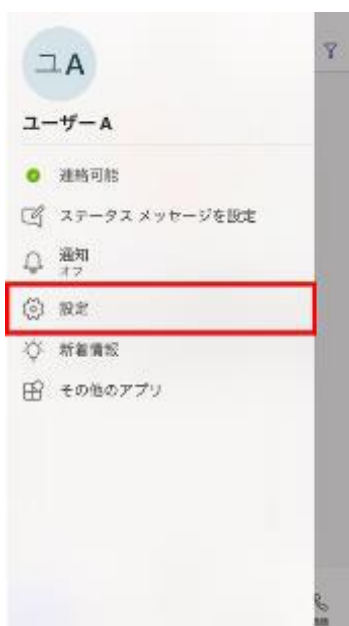 ユA
ユーザーA
連絡可能
ステータス メッセージを設定
通知
オフ
設定
新着情報
その他のアプリ